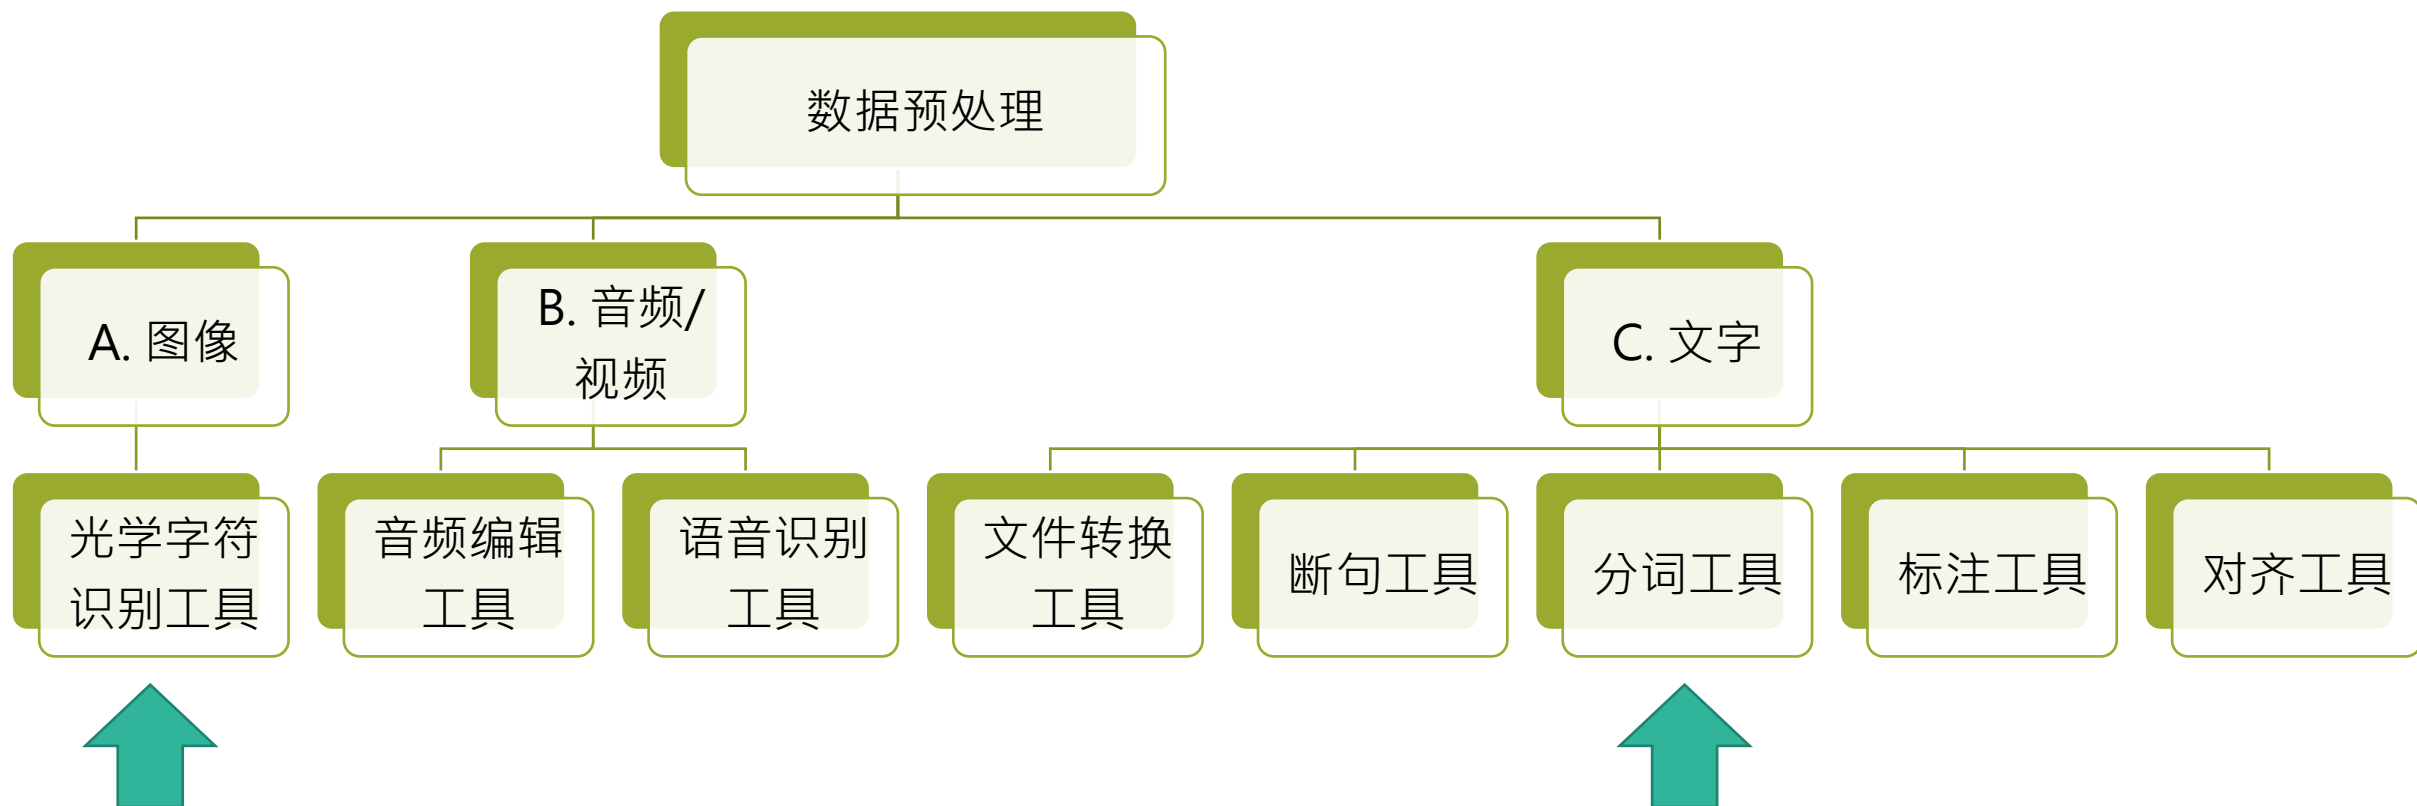 数据预处理
A. 图像
B. 音频/
视频
C. 文字
光学字符
识别工具
音频编辑
工具
语音识别
工具
文件转换
工具
断句工具
分词工具
标注工具
对齐工具